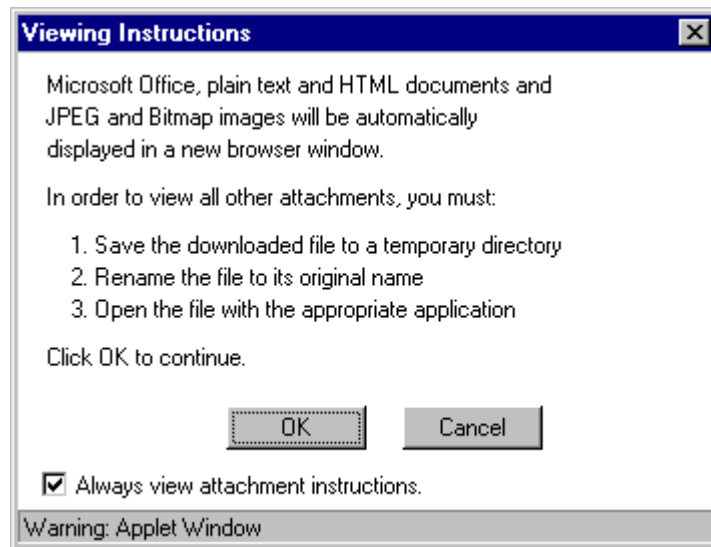 Viewing Instructions
Microsoft Office, plain text and HTML documents and
JPEG and Bitmap images will be automatically
displayed in a new browser window.
In order to view all other attachments, you must:
1. Save the downloaded file to a temporary directory
2. Rename the file to its original name
3. Open the file with the appropriate application
Click OK to continue.
OK Cancel
Always view attachment instructions.
Warning: Applet Window